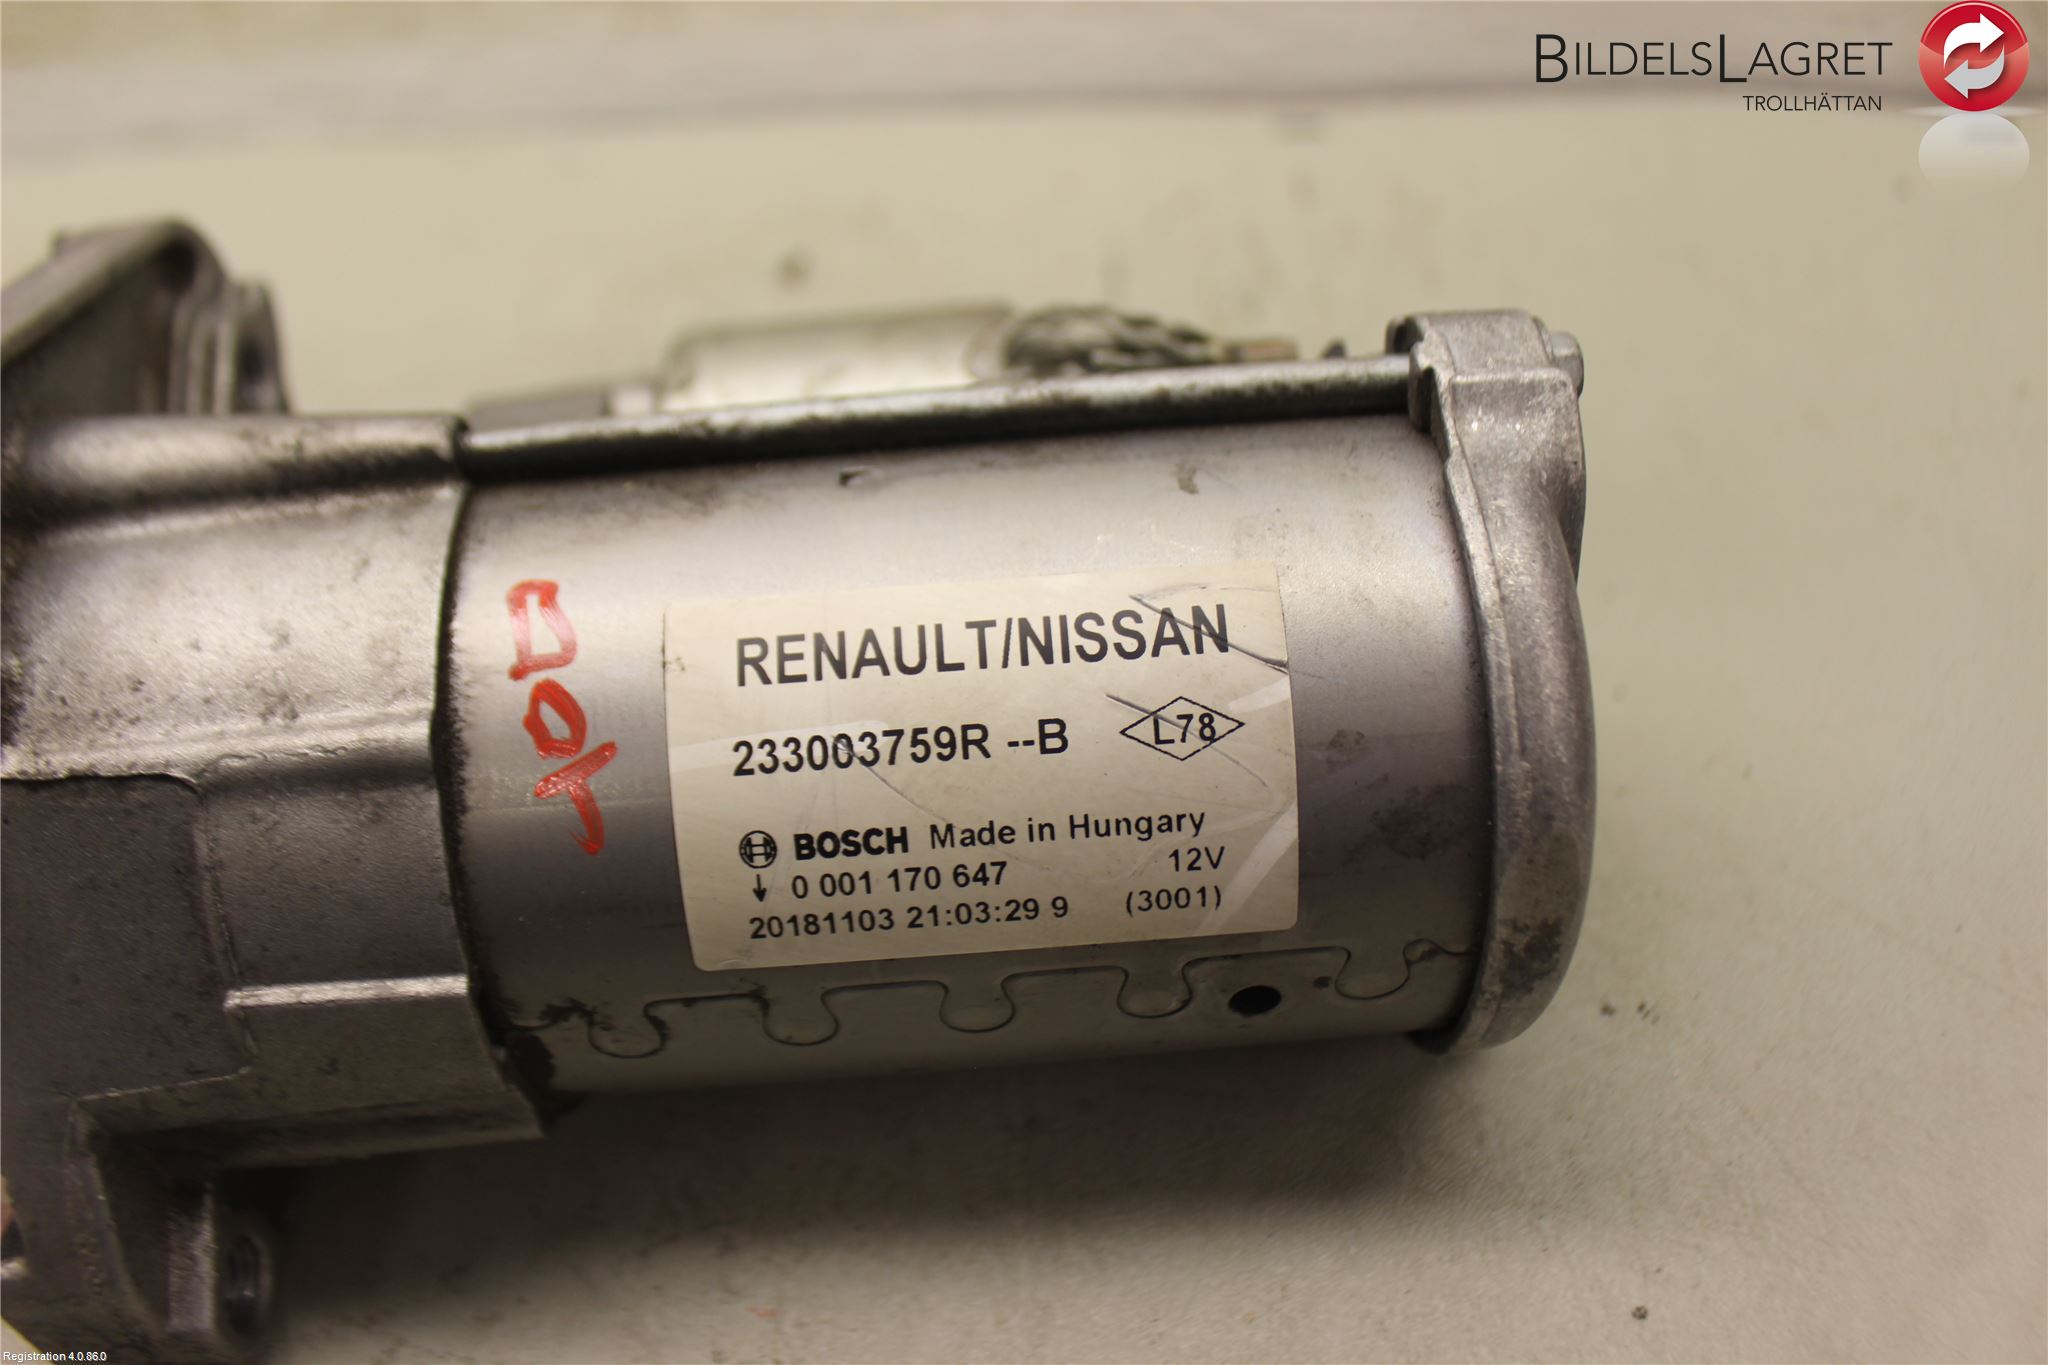 BILDELSLAGRET
TROLLHÄTTAN
RENAULT/NISSAN
233003759R --B L78
BOSCH Made in Hungary
0 001 170 647 12V
20181103 21:03:29 9 (3001)
Registration 4.0.86.0